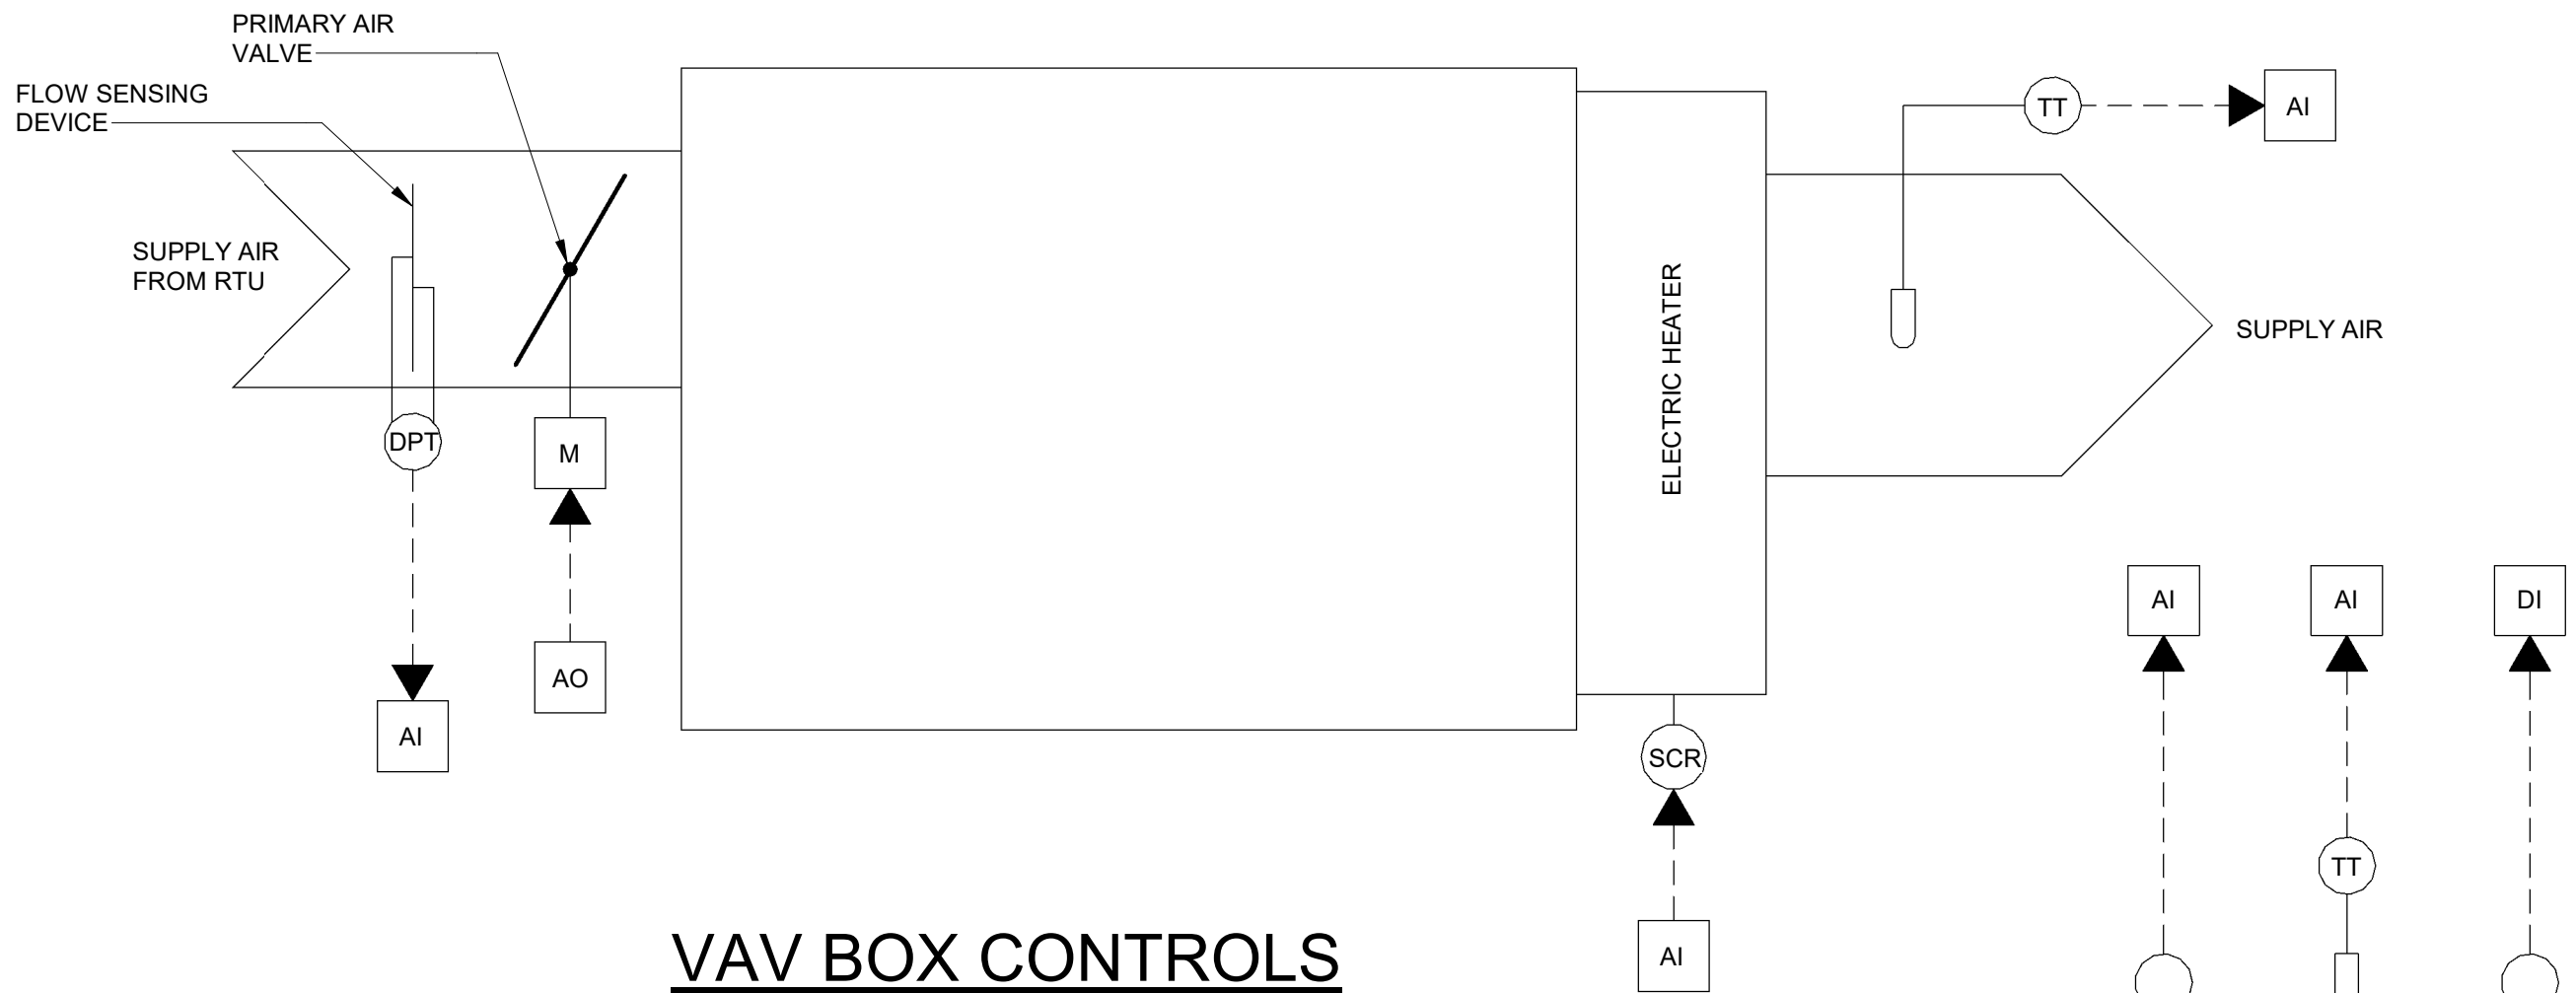 PRIMARY AIR
VALVE
FLOW SENSING
DEVICE
TT
AI
SUPPLY AIR
FROM RTU
ELECTRIC HEATER
SUPPLY AIR
DPT
M
AI
AI
DI
AO
AI
SCR
TT
AI
VAV BOX CONTROLS